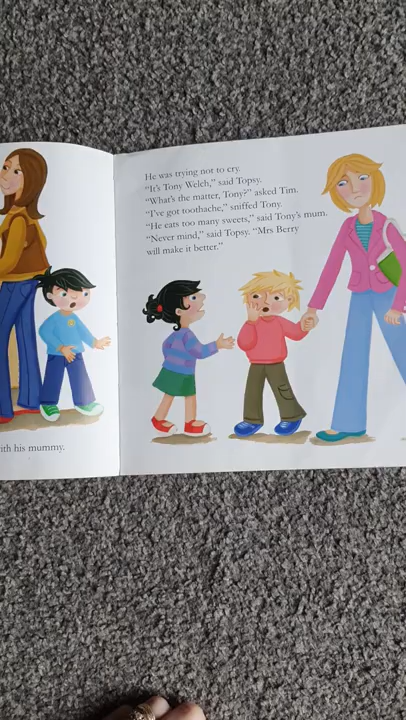 He was trying not to cry.
“It’s Tony Welch,” said Topsy.
“What’s the matter, Tony?” asked Tim.
“I’ve got toothache,” sniffed Tony.
“He eats too many sweets,” said Tony’s mum.
“Never mind,” said Topsy. “Mrs Berry
will make it better.”
with his mummy.